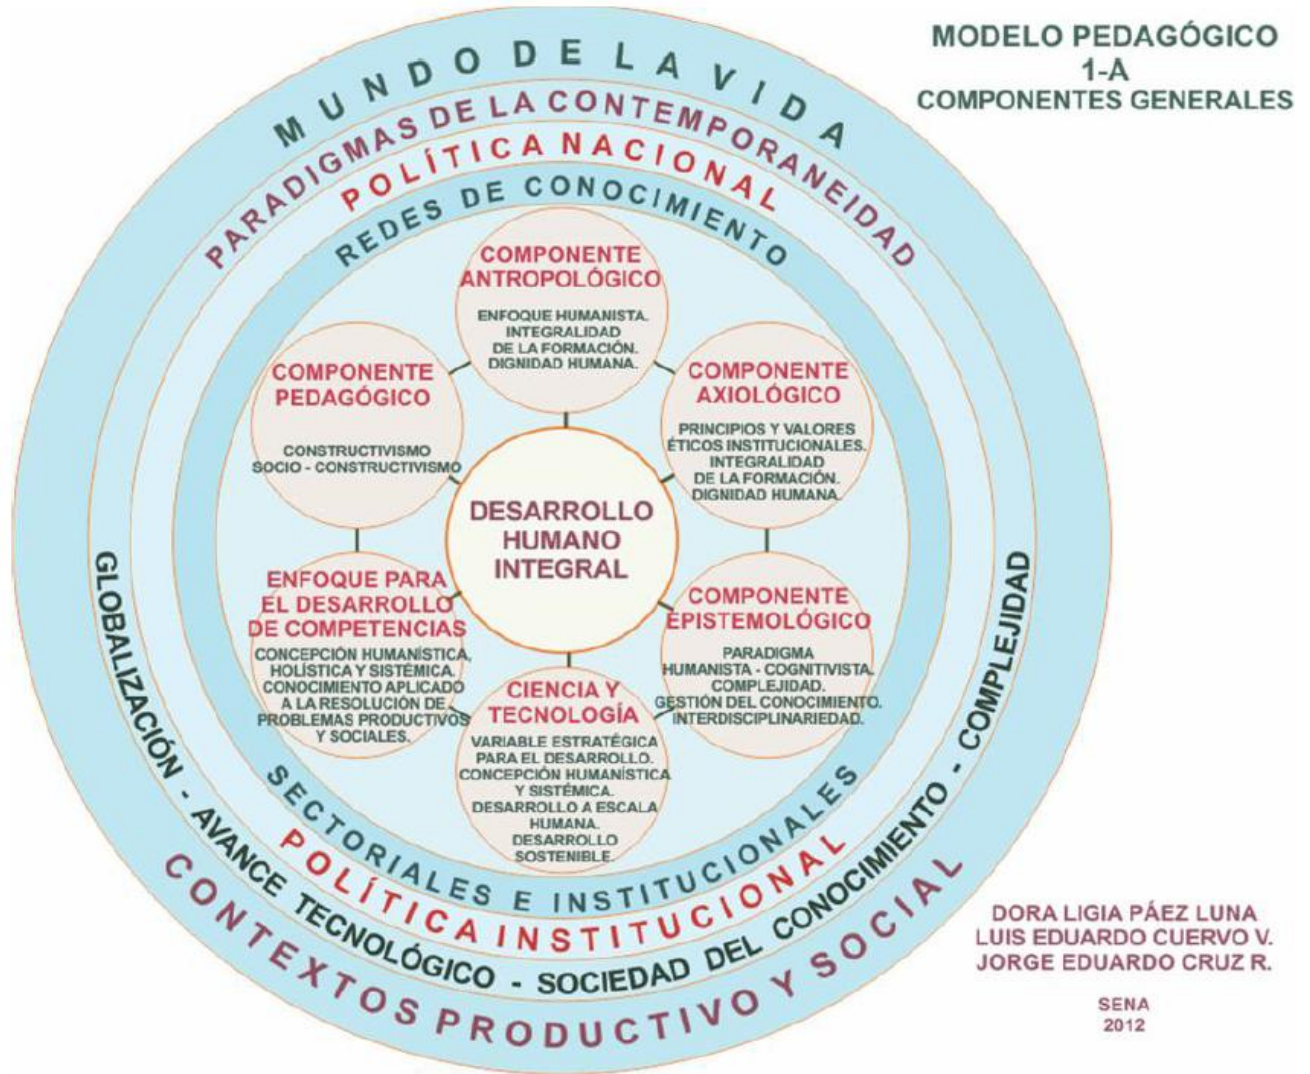 MODELO PEDAGÓGICO
1-A
COMPONENTES GENERALES
MUNDO DE LA VIDA
PARADIGMAS DE LA CONTEMPORANEIDAD
POLÍTICA NACIONAL
REDES DE CONOCIMIENTO
COMPONENTE
ANTROPOLÓGICO
ENFOQUE HUMANISTA.
INTEGRALIDAD
DE LA FORMACIÓN.
DIGNIDAD HUMANA.
COMPONENTE
PEDAGÓGICO
CONSTRUCTIVISMO
SOCIO - CONSTRUCTIVISMO
COMPONENTE
AXIOLÓGICO
PRINCIPIOS Y VALORES
ÉTICOS INSTITUCIONALES.
INTEGRALIDAD
DE LA FORMACIÓN.
DIGNIDAD HUMANA.
DESARROLLO
HUMANO
INTEGRAL
ENFOQUE PARA
EL DESARROLLO
DE COMPETENCIAS
CONCEPCIÓN HUMANÍSTICA,
HOLÍSTICA Y SISTÉMICA.
CONOCIMIENTO APLICADO
A LA RESOLUCIÓN DE
PROBLEMAS PRODUCTIVOS
Y SOCIALES.
COMPONENTE
EPISTEMOLÓGICO
PARADIGMA
HUMANISTA - COGNITIVISTA.
COMPLEJIDAD.
GESTIÓN DEL CONOCIMIENTO.
INTERDISCIPLINARIEDAD.
CIENCIA Y
TECNOLOGÍA
VARIABLE ESTRATÉGICA
PARA EL DESARROLLO.
CONCEPCIÓN HUMANÍSTICA
Y SISTÉMICA.
DESARROLLO A ESCALA
HUMANA.
DESARROLLO
SOSTENIBLE.
SECTORIALES E INSTITUCIONALES
POLÍTICA INSTITUCIONAL
GLOBALIZACIÓN - AVANCE TECNOLÓGICO - SOCIEDAD DEL CONOCIMIENTO - COMPLEJIDAD
CONTEXTOS PRODUCTIVO Y SOCIAL
DORA LIGIA PÁEZ LUNA
LUIS EDUARDO CUERVO V.
JORGE EDUARDO CRUZ R.
SENA
2012